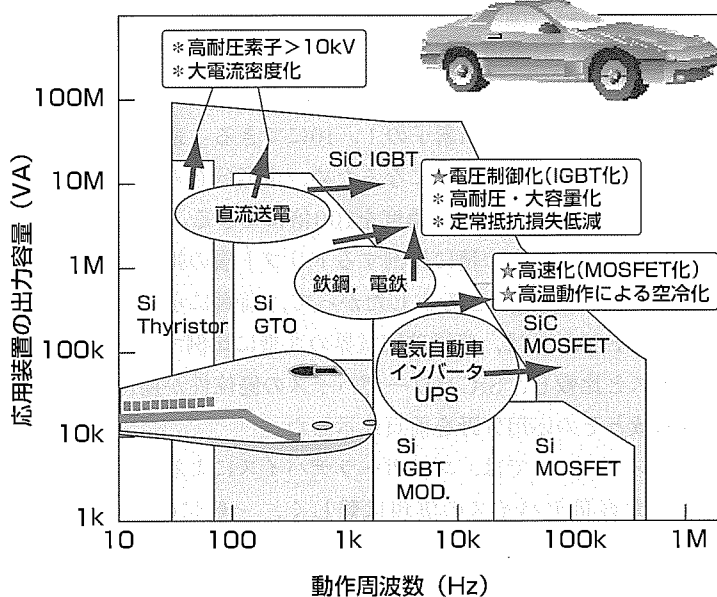 ＊高耐圧素子＞10kV
＊大電流密度化
100M
10M
1M
100k
10k
1k
応用装置の出力容量（VA）
SiC IGBT
★電圧制御化(IGBT化)
＊高耐圧・大容量化
＊定常抵抗損失低減
直流送電
鉄鋼，電鉄
★高速化(MOSFET化)
★高温動作による空冷化
Si
Thyristor
Si
GTO
SiC
MOSFET
電気自動車
インバータ
UPS
Si
IGBT
MOD.
Si
MOSFET
10
100
1k
10k
100k
1M
動作周波数（Hz）